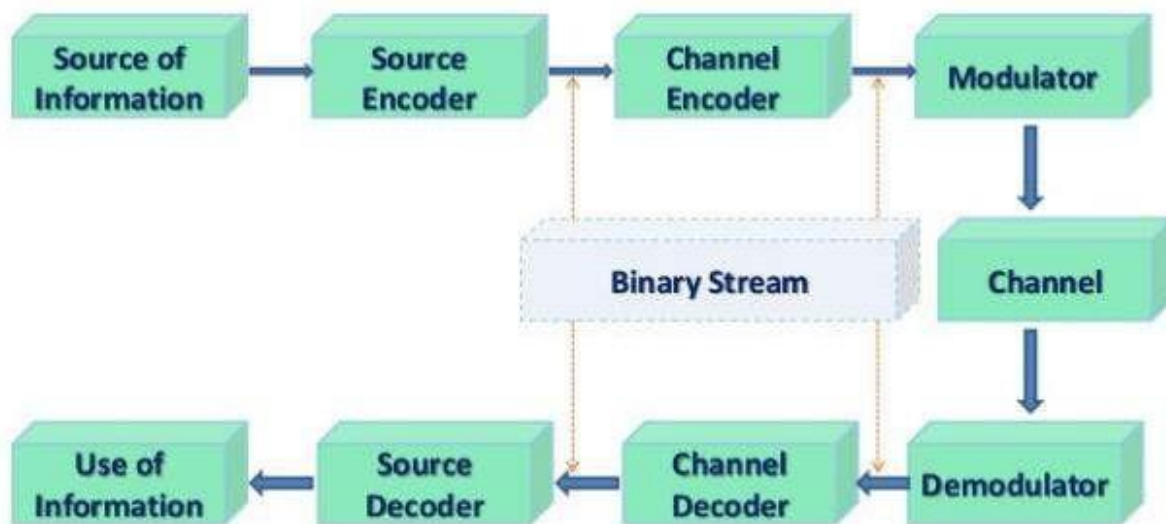 Source of
Information
Source
Encoder
Channel
Encoder
Modulator
Binary Stream
Channel
Use of
Information
Source
Decoder
Channel
Decoder
Demodulator